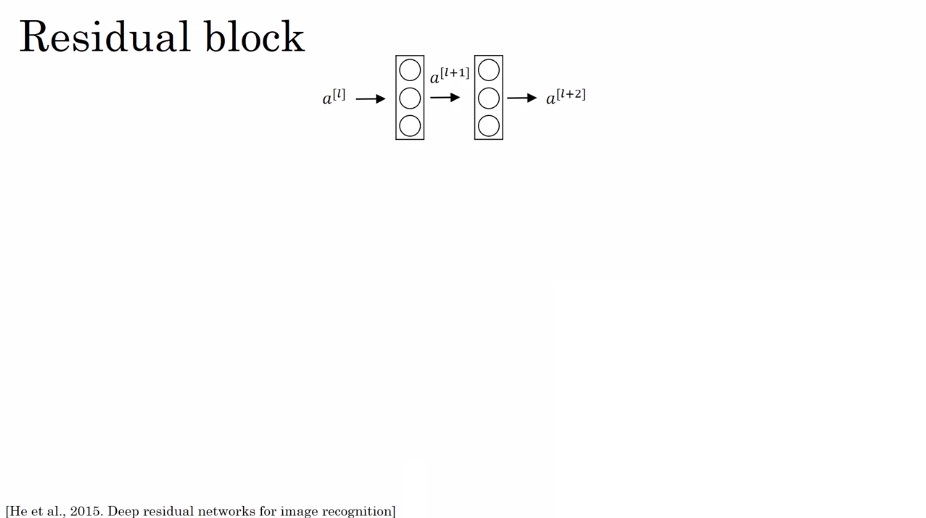 Residual block
a[l]
a[l+1]
a[l+2]
[He et al., 2015. Deep residual networks for image recognition]